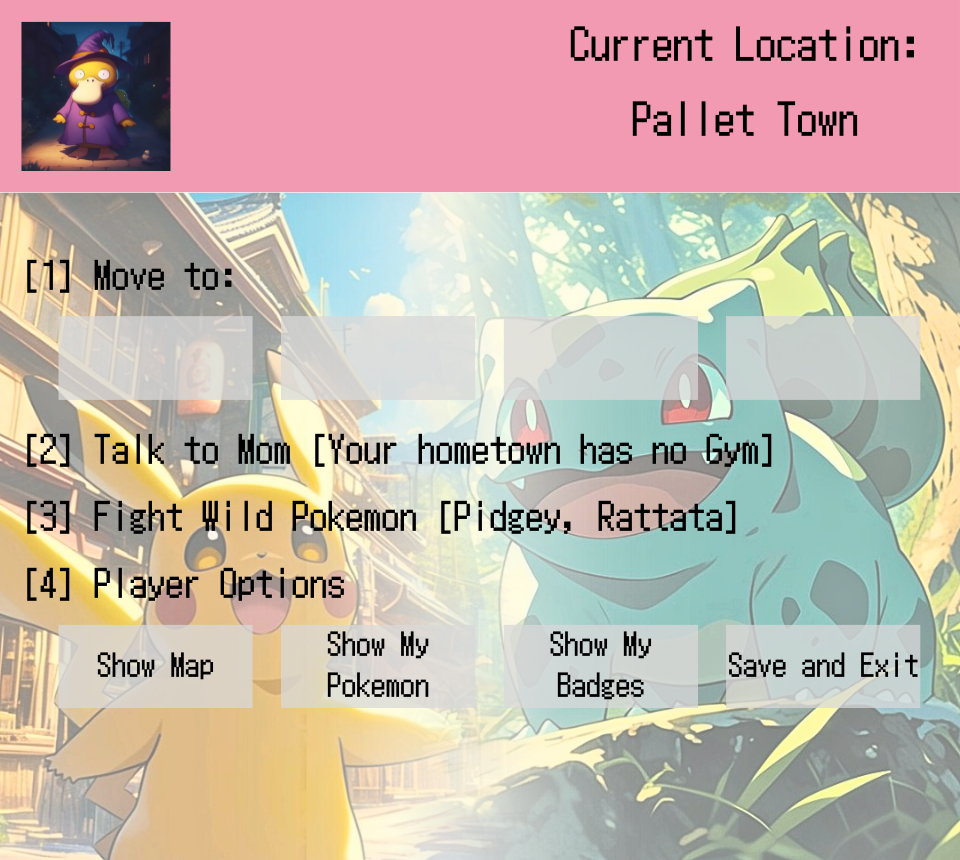 Current Location:
Pallet Town
[1] Move to:
[2] Talk to Mom [Your hometown has no Gym]
[3] Fight Wild Pokemon [Pidgey, Rattata]
[4] Player Options
Show Map
Show My
Pokemon
Show My
Badges
Save and Exit